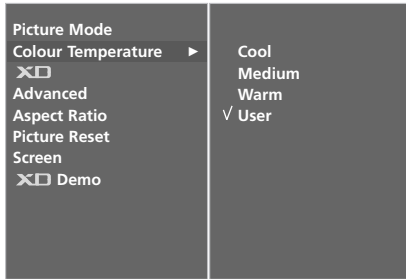 Picture Mode
Colour Temperature ►
XD
Advanced
Aspect Ratio
Picture Reset
Screen
XD Demo
Cool
Medium
Warm
√ User